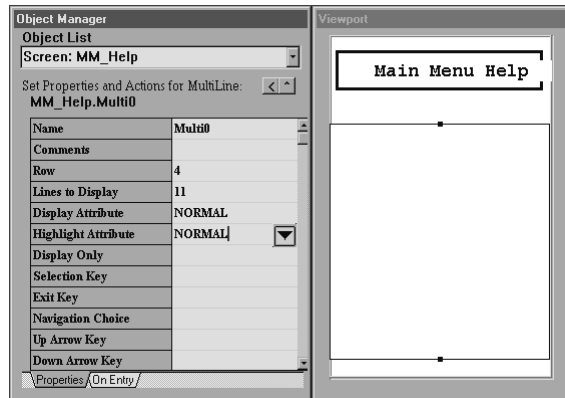 Object Manager
Object List
Screen: MM_Help
Set Properties and Actions for MultiLine:
MM_Help.Multi0
Name Multi0
Comments
Row 4
Lines to Display 11
Display Attribute NORMAL
Highlight Attribute NORMAL
Display Only
Selection Key
Exit Key
Navigation Choice
Up Arrow Key
Down Arrow Key
Properties On Entry
Viewport
Main Menu Help